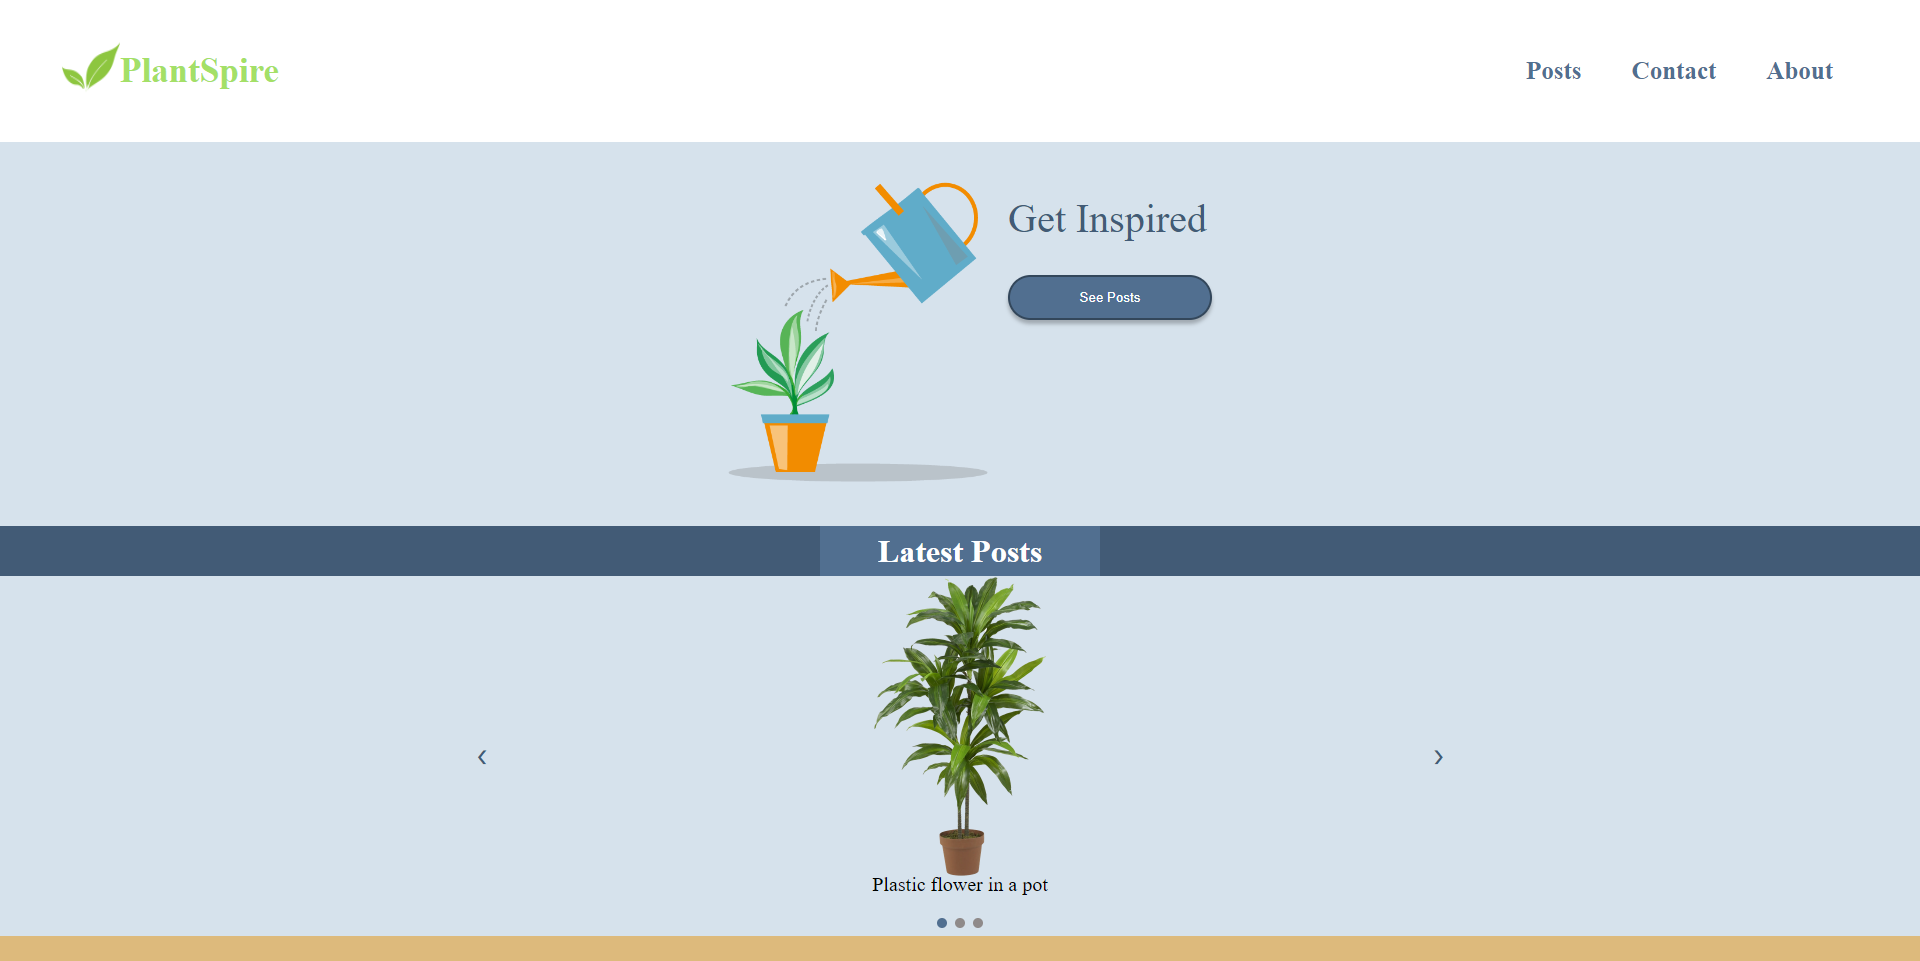 PlantSpire
Posts
Contact
About
Get Inspired
See Posts
Latest Posts
Plastic flower in a pot